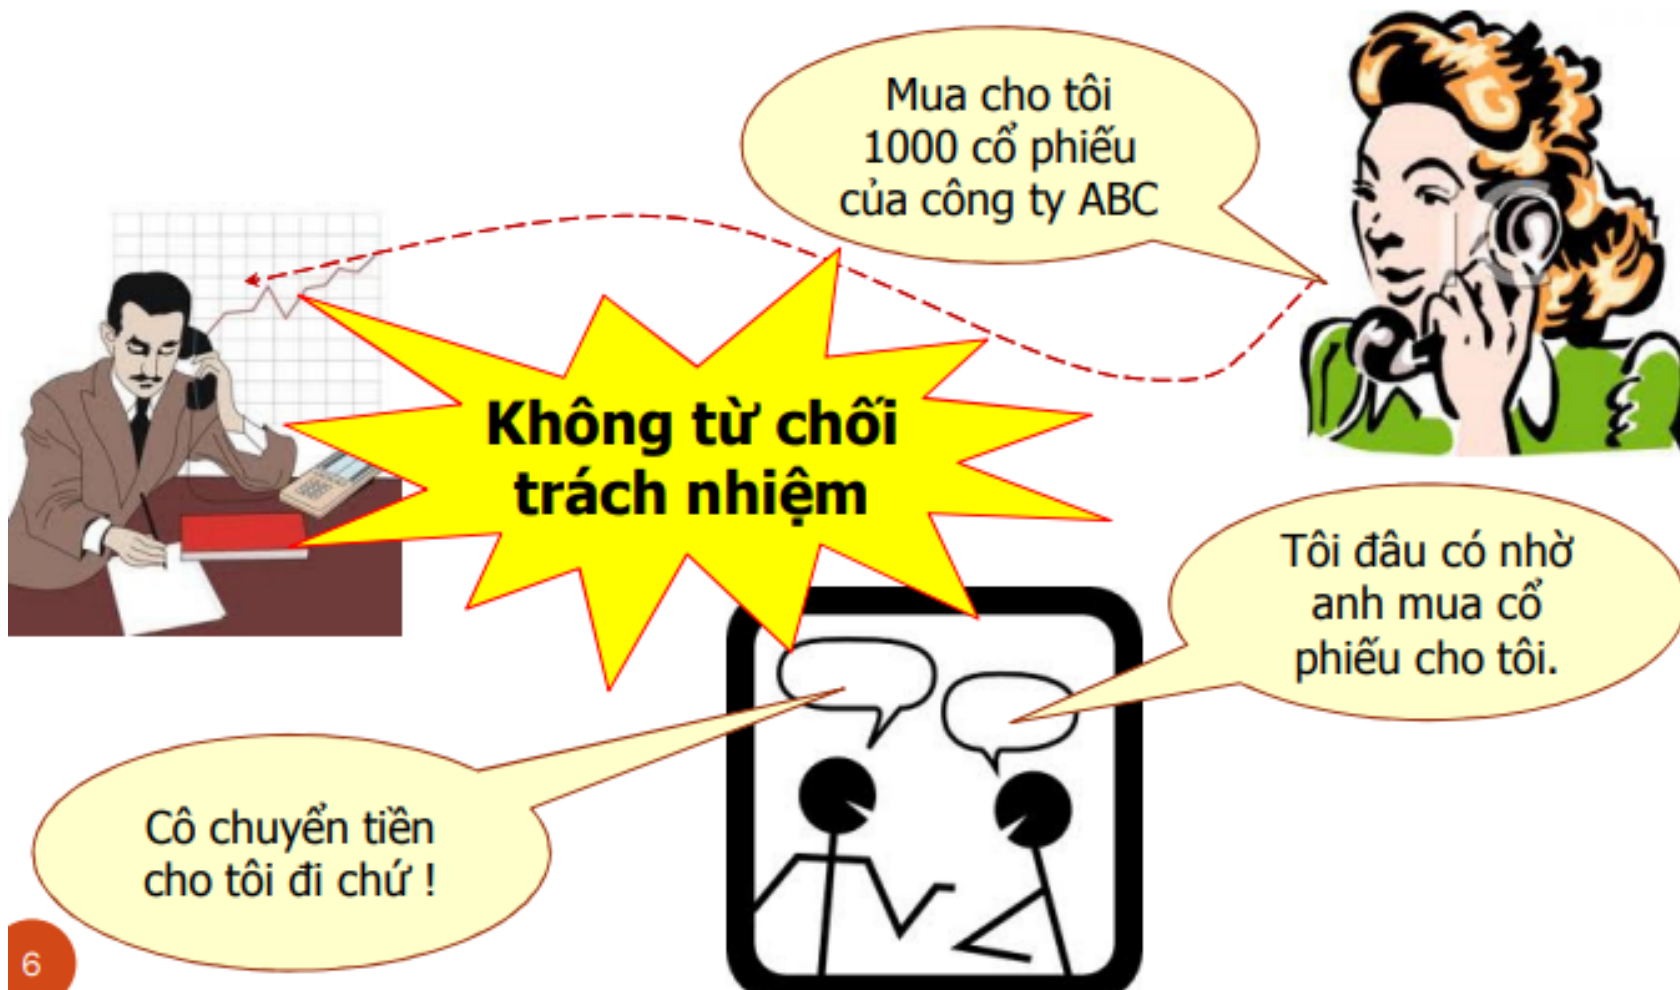 Mua cho tôi
1000 cổ phiếu
của công ty ABC
Không từ chối
trách nhiệm
Tôi đâu có nhờ
anh mua cổ
phiếu cho tôi.
Cô chuyển tiền
cho tôi đi chứ !
6